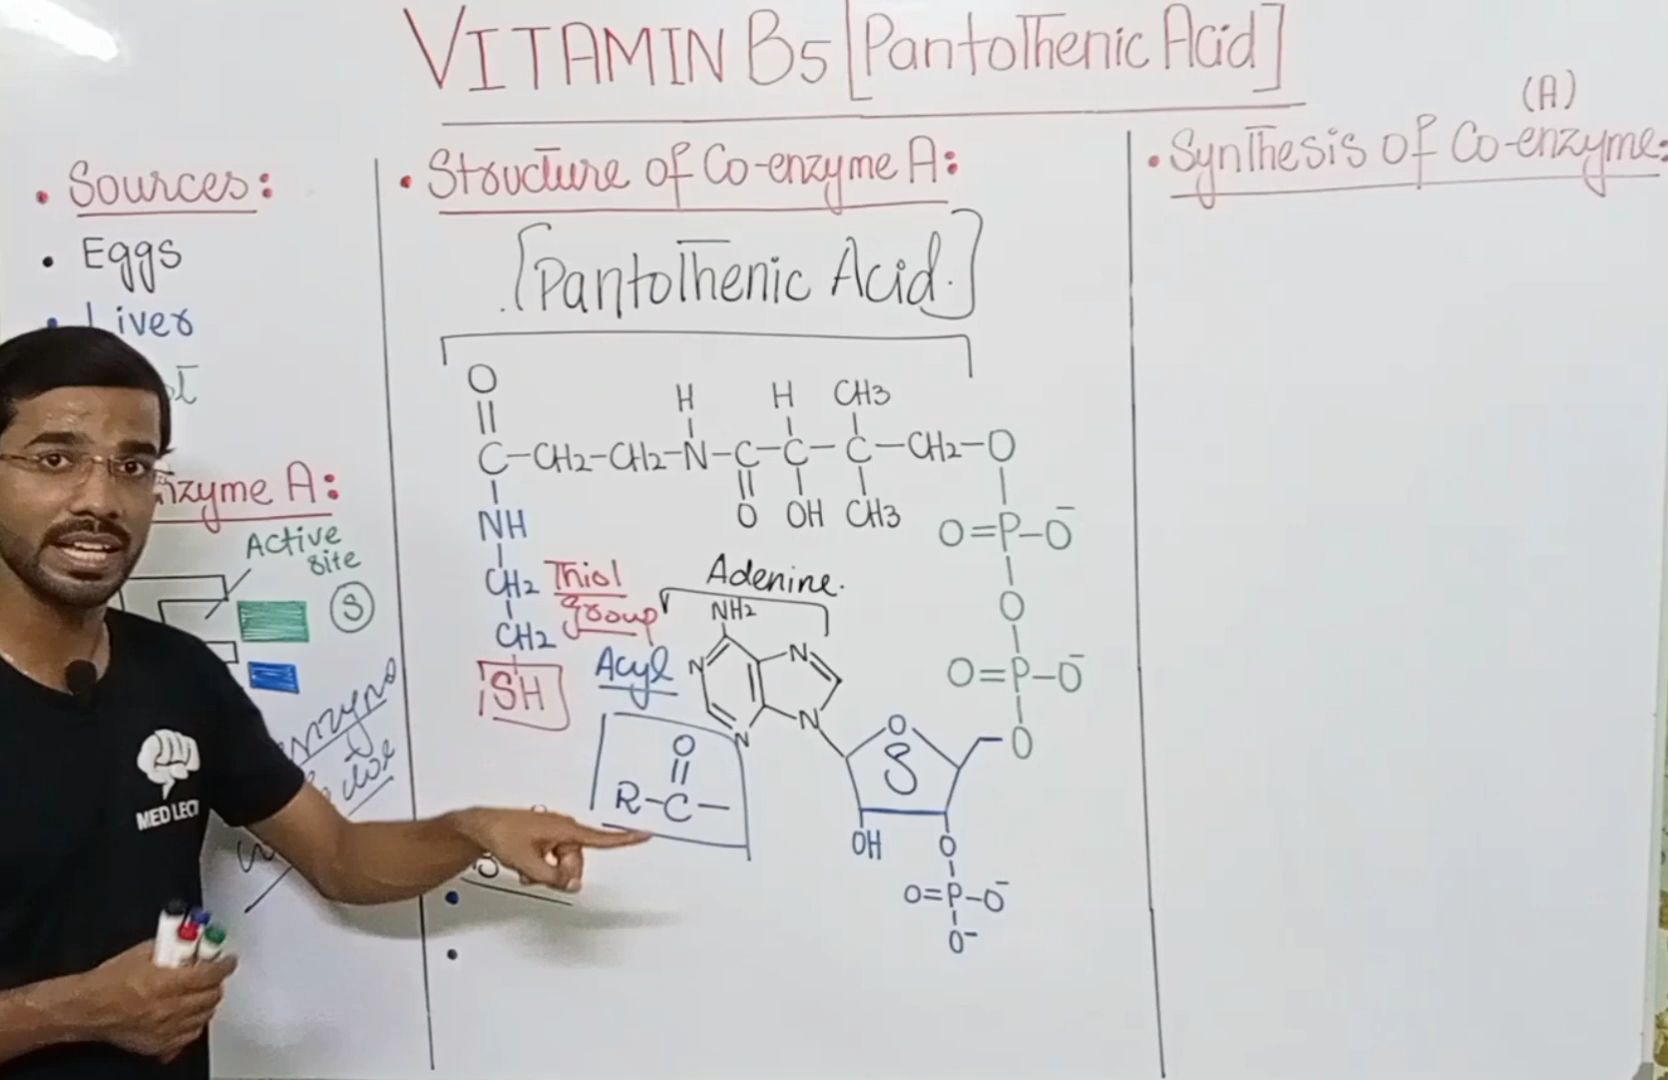 VITAMIN B5 [Pantothenic Acid]
• Sources:
• Eggs
• Liver
nzyme A:
Active
site
S
MED LECT
• Structure of Co-enzyme A:
[Pantothenic Acid.]
O H H CH3
C-CH2-CH2-N-C-C-C-CH2-O
NH O OH CH3 O=P-O⁻
CH2 Thiol Adenine. O
group NH2
CH2
SH Acyl N N O=P-O⁻
N N
O O O
R-C- S
OH O
O=P-O⁻
O⁻
(A)
• Synthesis of Co-enzyme: